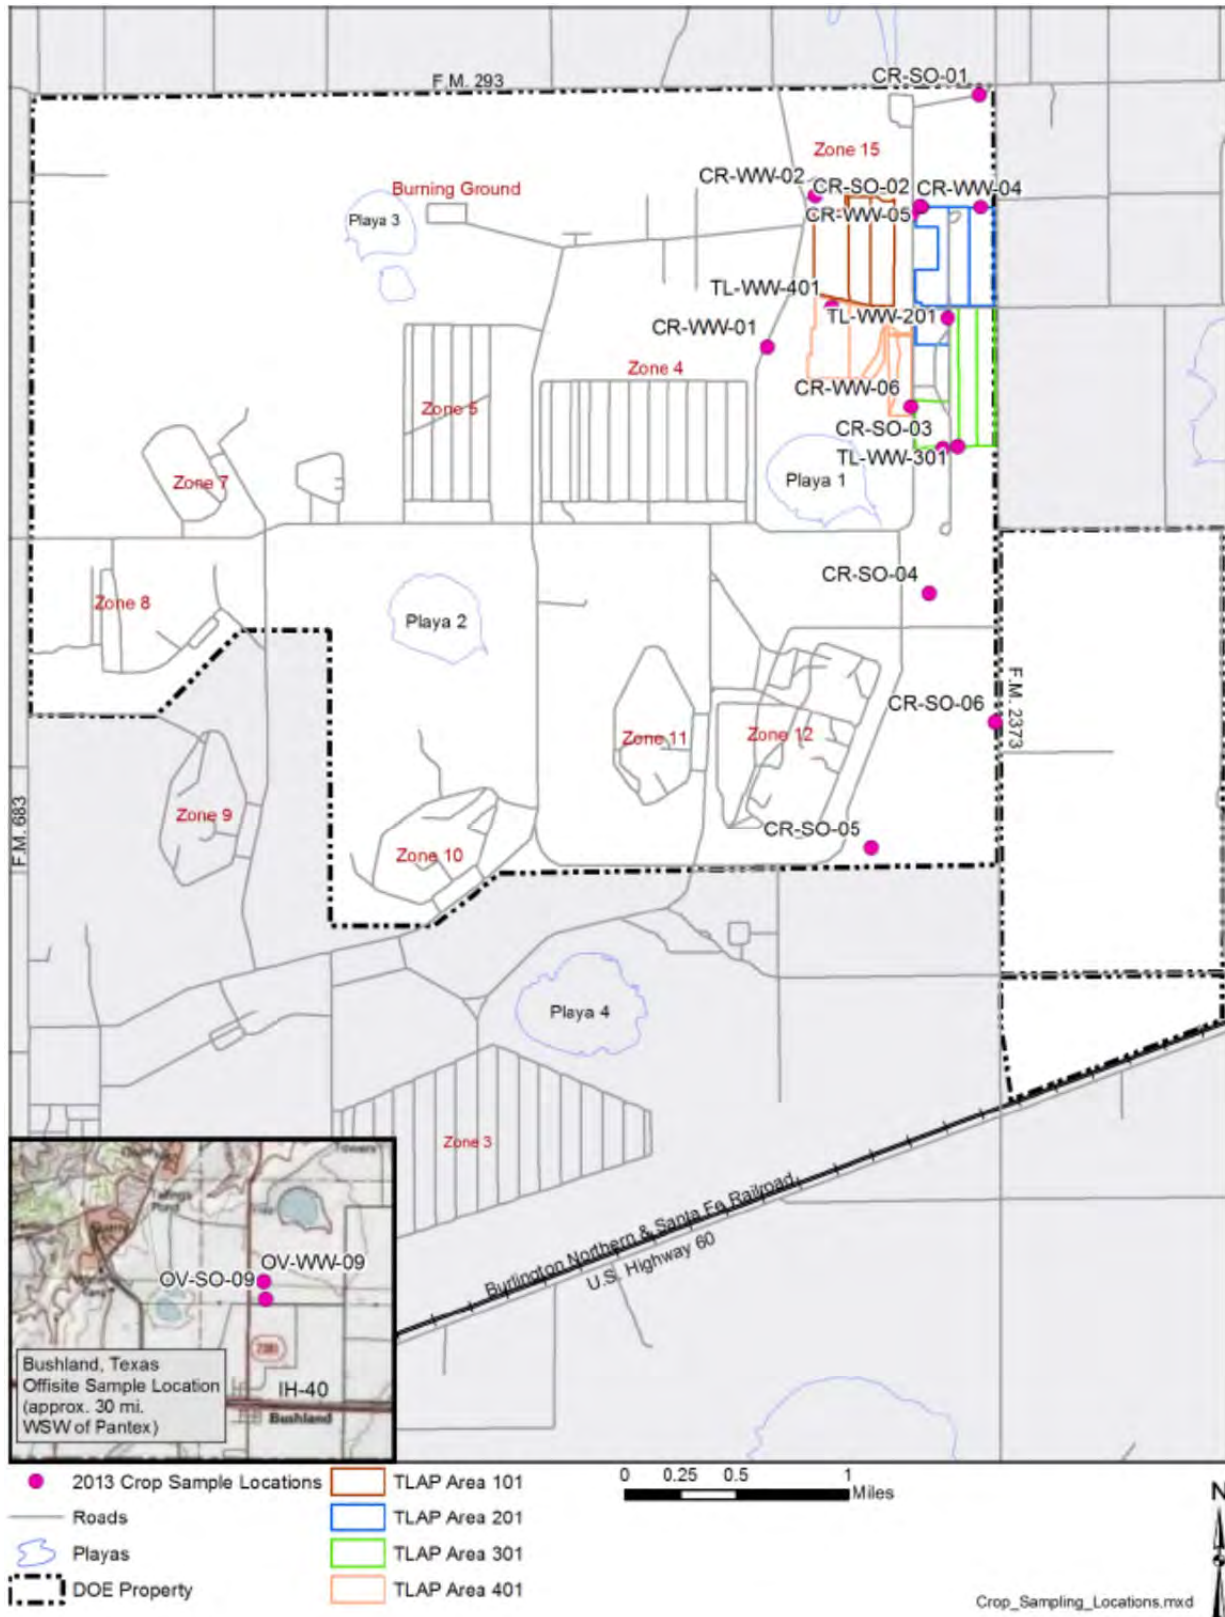 CR-SO-01
F.M. 293
Zone 15
CR-WW-02
CR-SO-02
CR-WW-04
Burning Ground
CR-WW-05
Playa 3
TL-WW-401
TL-WW-201
CR-WW-01
Zone 4
CR-WW-06
Zone 5
CR-SO-03
TL-WW-301
Zone 7
Playa 1
CR-SO-04
Zone 8
Playa 2
F.M. 2373
CR-SO-06
Zone 11
Zone 12
F.M. 683
Zone 9
CR-SO-05
Zone 10
Playa 4
Zone 3
Burlington Northern & Santa Fe Railroad
U.S. Highway 60
OV-WW-09
OV-SO-09
Bushland, Texas
Offisite Sample Location
(approx. 30 mi.
WSW of Pantex)
IH-40
Bushland
2013 Crop Sample Locations
Roads
Playas
DOE Property
TLAP Area 101
TLAP Area 201
TLAP Area 301
TLAP Area 401
0 0.25 0.5 1
Miles
N
Crop_Sampling_Locations.mxd